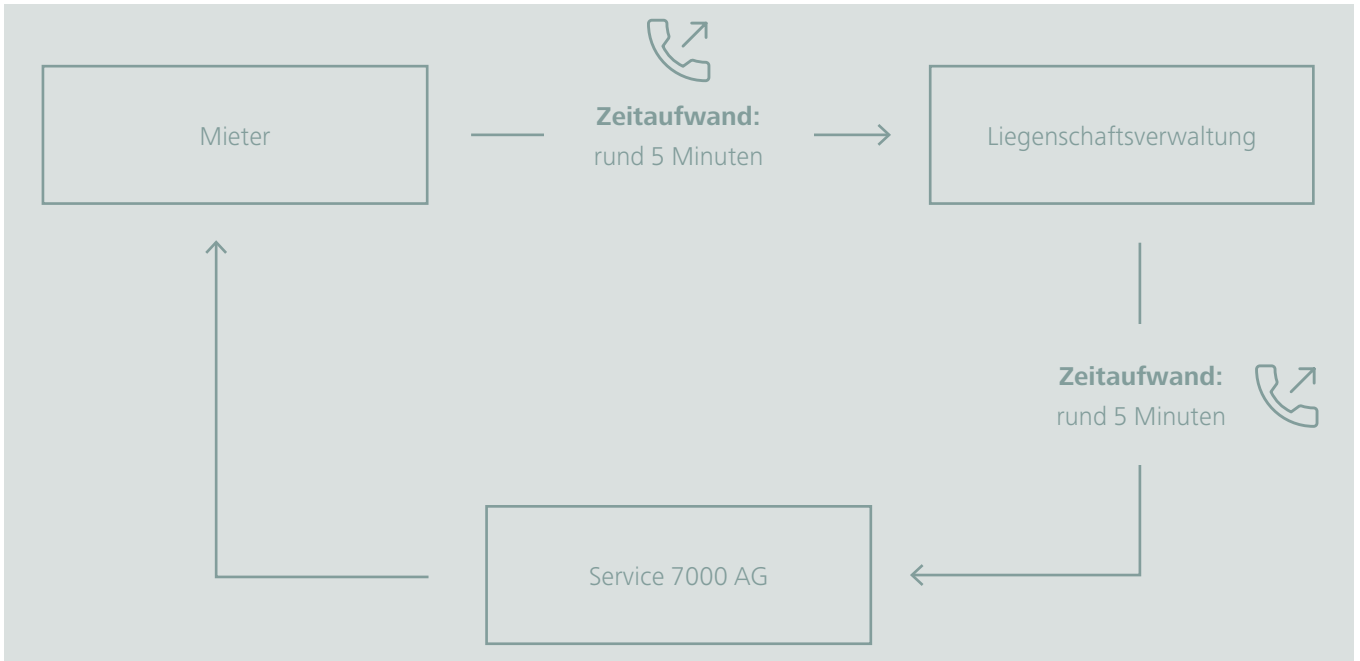 Mieter
Zeitaufwand:
rund 5 Minuten
Liegenschaftsverwaltung
Zeitaufwand:
rund 5 Minuten
Service 7000 AG